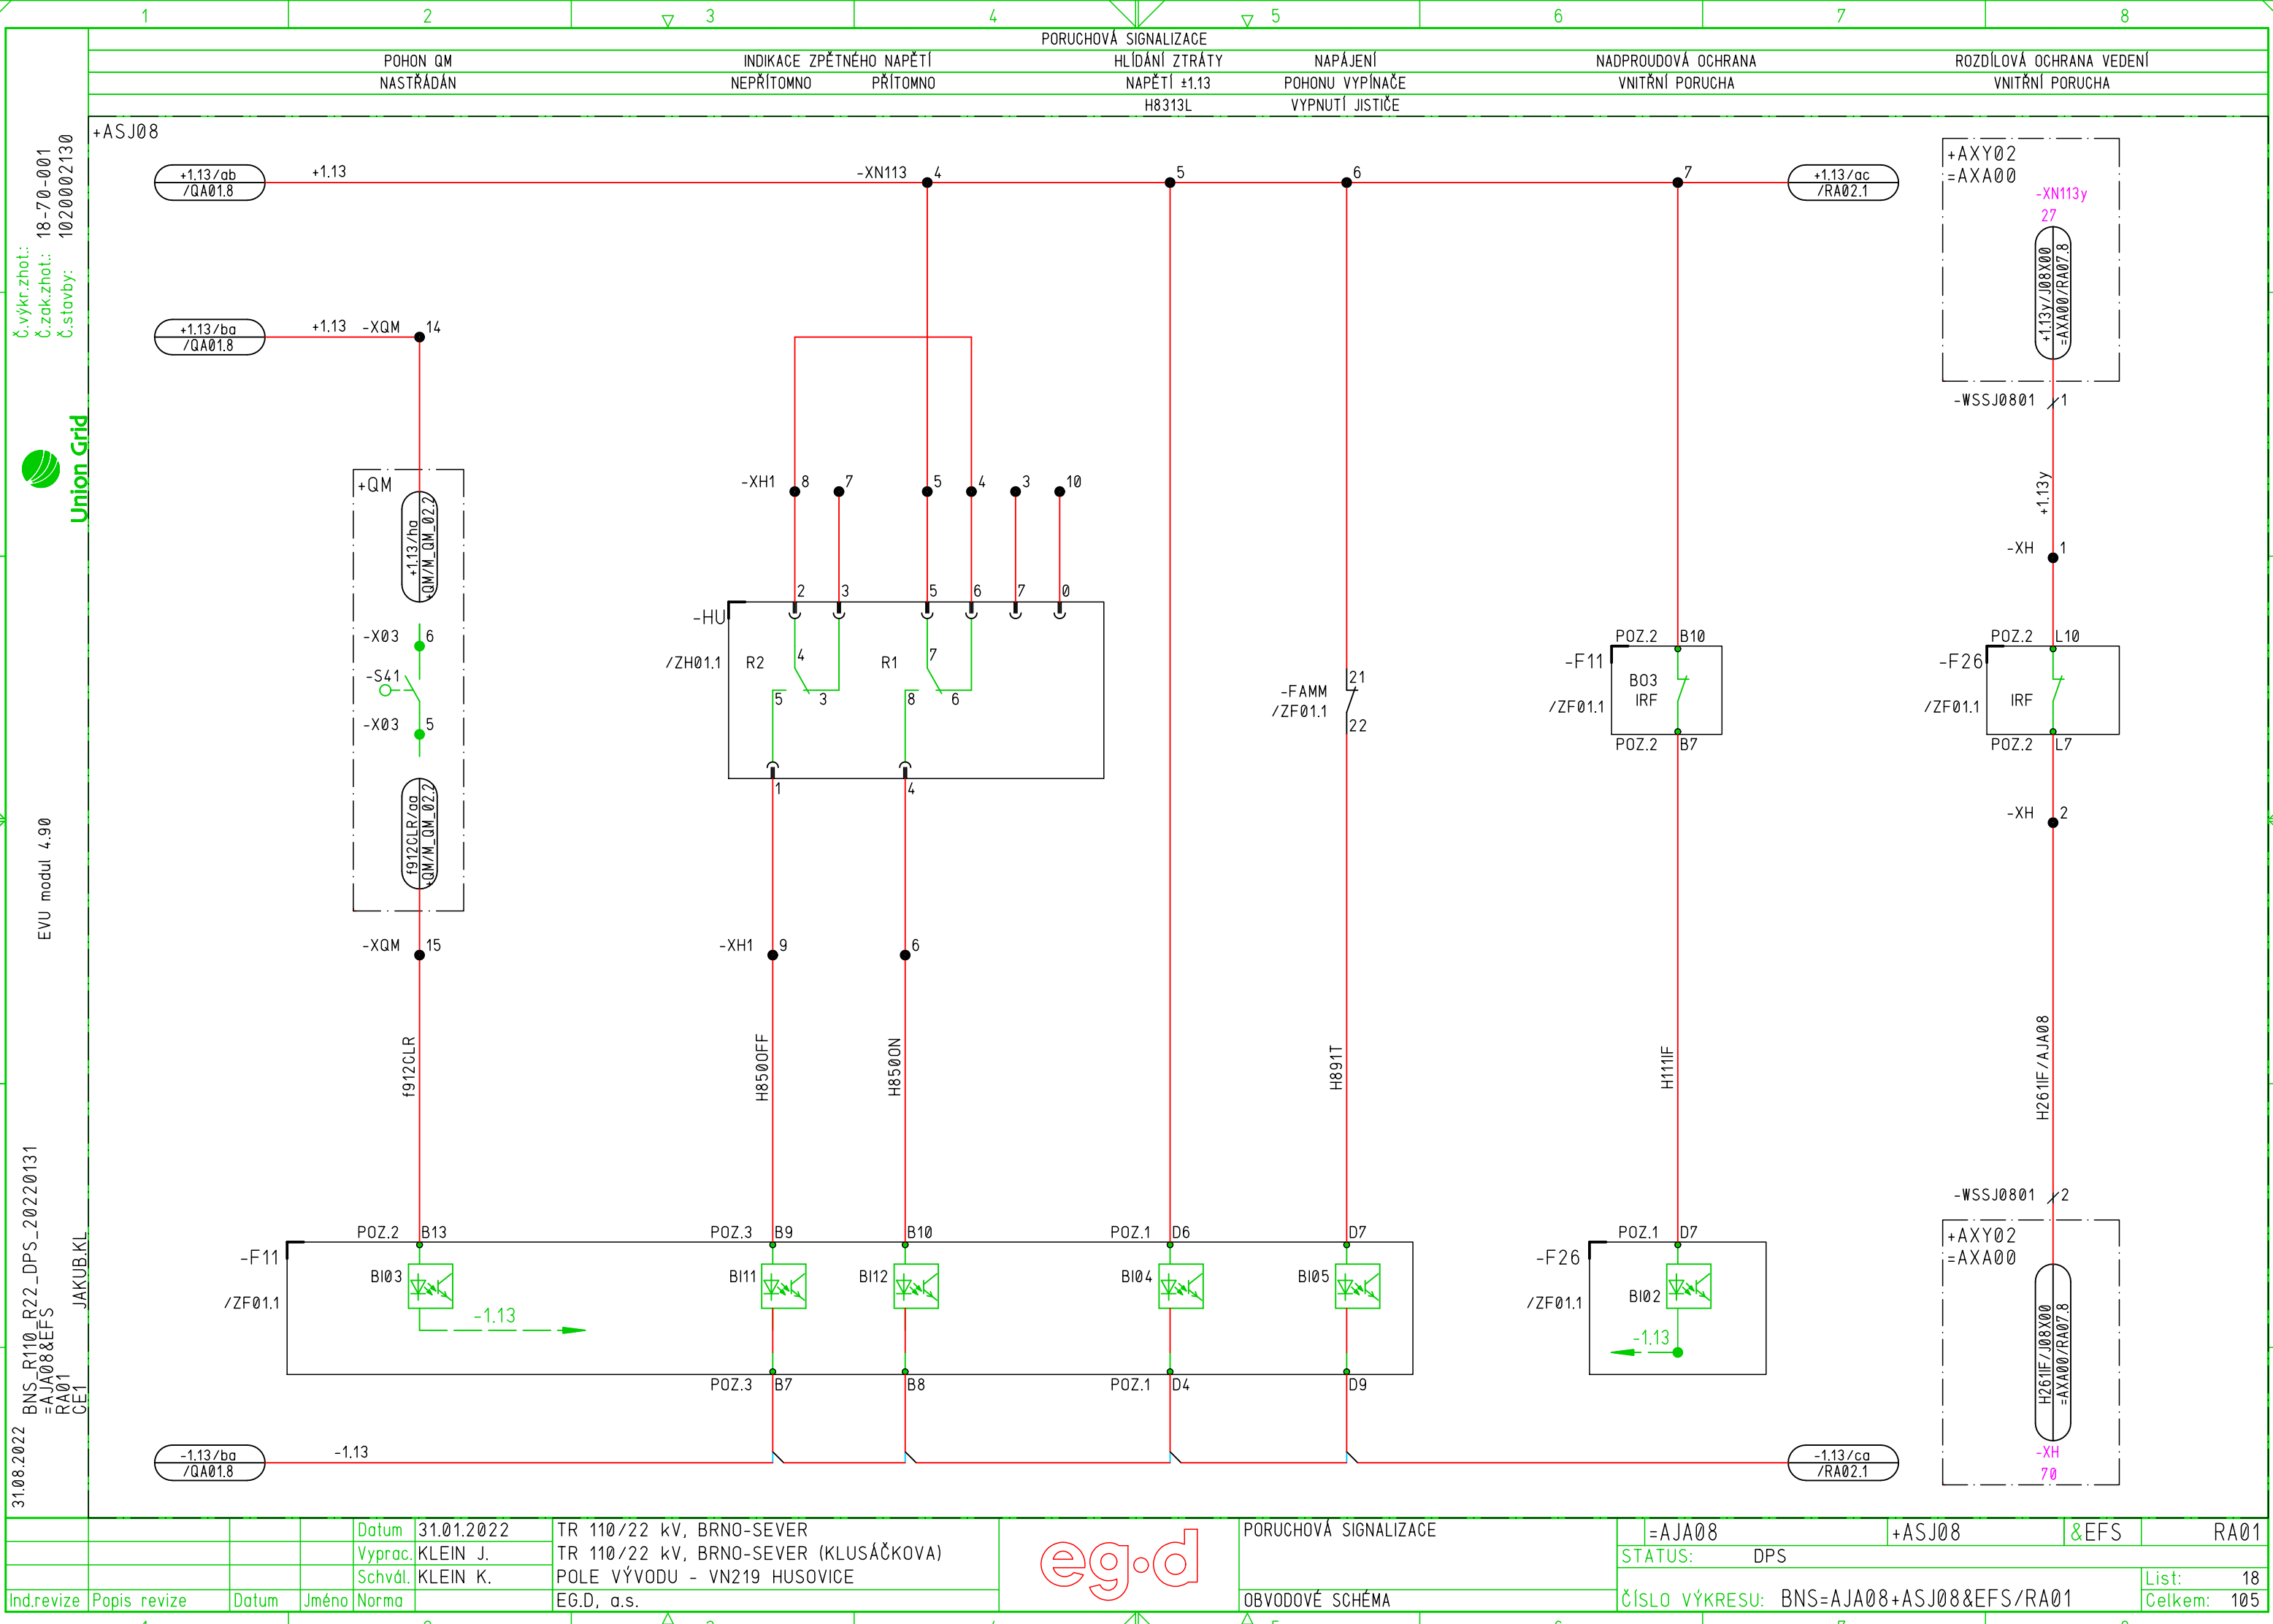 1 2 3 4 5 6 7 8
PORUCHOVÁ SIGNALIZACE
POHON QM INDIKACE ZPĚTNÉHO NAPĚTÍ HLÍDÁNÍ ZTRÁTY NAPÁJENÍ NADPROUDOVÁ OCHRANA ROZDÍLOVÁ OCHRANA VEDENÍ
NASTŘÁDÁN NEPŘÍTOMNO PŘÍTOMNO NAPĚTÍ ±1.13 POHONU VYPÍNAČE VNITŘNÍ PORUCHA VNITŘNÍ PORUCHA
H8313L VYPNUTÍ JISTIČE
+ASJ08
+1.13/ab
/QA01.8
+1.13
-XN113 4 5 6 7
+1.13/ac
/RA02.1
+AXY02
=AXA00
-XN113y
27
+1.13y/J08X00
=AXA00/RA07.8
-WSSJ0801 1
+1.13y
-XH 1
+1.13/ba
/QA01.8
+1.13 -XQM 14
+QM
+1.13/ha
+QM/M_QM_02.2
-X03 6
-S41
-X03 5
f912CLR/aa
+QM/M_QM_02.2
-XQM 15
f912CLR
-XH1 8 7 5 4 3 10
2 3 5 6 7 0
-HU
/ZH01.1
R2 4 5 3
R1 7 8 6
1 4
-XH1 9 6
H850OFF
H850ON
-FAMM
/ZF01.1
21
22
H891T
POZ.2 B10
-F11
/ZF01.1
BO3
IRF
POZ.2 B7
H111IF
POZ.2 L10
-F26
/ZF01.1
IRF
POZ.2 L7
-XH 2
H261IF/AJA08
-WSSJ0801 2
+AXY02
=AXA00
H261IF/J08X00
=AXA00/RA07.8
-XH
70
-F11
/ZF01.1
POZ.2 B13 POZ.3 B9 B10 POZ.1 D6 D7
BI03 BI11 BI12 BI04 BI05
-1.13
POZ.3 B7 B8 POZ.1 D4 D9
-F26
/ZF01.1
POZ.1 D7
BI02
-1.13
-1.13/ba
/QA01.8
-1.13
-1.13/ca
/RA02.1
Č.výkr.zhot.:
Č.zak.zhot.: 18-70-001
Č.stavby: 1020002130
Union Grid
EVU modul 4.90
31.08.2022
BNS_R110_R22_DPS_20220131
=AJA08&EFS
RA01
CE1
JAKUB.KL
Datum 31.01.2022
Vyprac. KLEIN J.
Schvál. KLEIN K.
Ind.revize Popis revize Datum Jméno Norma
TR 110/22 kV, BRNO-SEVER
TR 110/22 kV, BRNO-SEVER (KLUSÁČKOVA)
POLE VÝVODU - VN219 HUSOVICE
EG.D, a.s.
eg·d
PORUCHOVÁ SIGNALIZACE
OBVODOVÉ SCHÉMA
=AJA08 +ASJ08 &EFS RA01
STATUS: DPS
ČÍSLO VÝKRESU: BNS=AJA08+ASJ08&EFS/RA01
List: 18
Celkem: 105